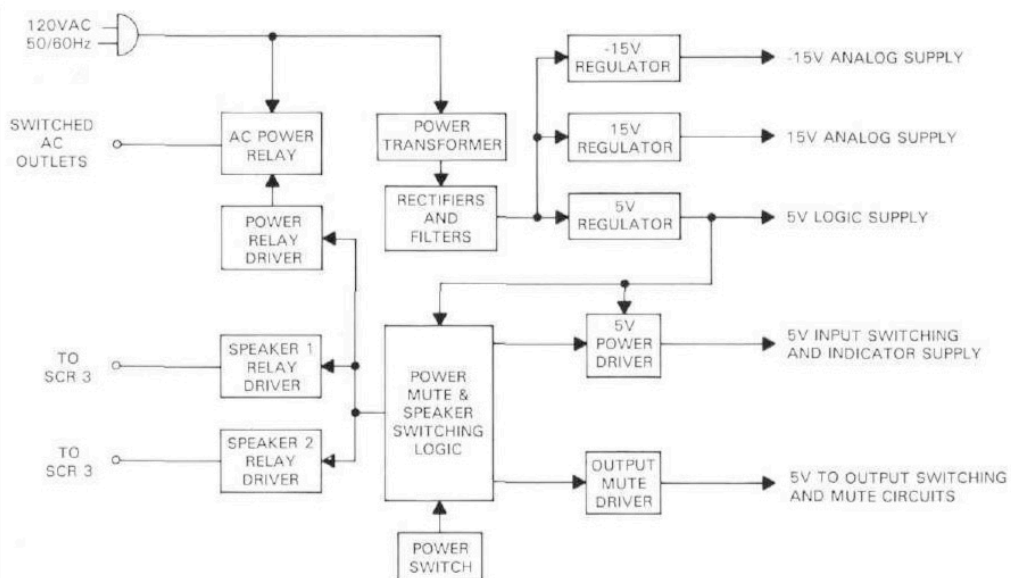 120VAC
50/60Hz
-15V
REGULATOR
-15V ANALOG SUPPLY
SWITCHED
AC
OUTLETS
AC POWER
RELAY
POWER
TRANSFORMER
15V
REGULATOR
15V ANALOG SUPPLY
POWER
RELAY
DRIVER
RECTIFIERS
AND
FILTERS
5V
REGULATOR
5V LOGIC SUPPLY
TO
SCR 3
SPEAKER 1
RELAY
DRIVER
POWER
MUTE &
SPEAKER
SWITCHING
LOGIC
5V
POWER
DRIVER
5V INPUT SWITCHING
AND INDICATOR SUPPLY
TO
SCR 3
SPEAKER 2
RELAY
DRIVER
OUTPUT
MUTE
DRIVER
5V TO OUTPUT SWITCHING
AND MUTE CIRCUITS
POWER
SWITCH